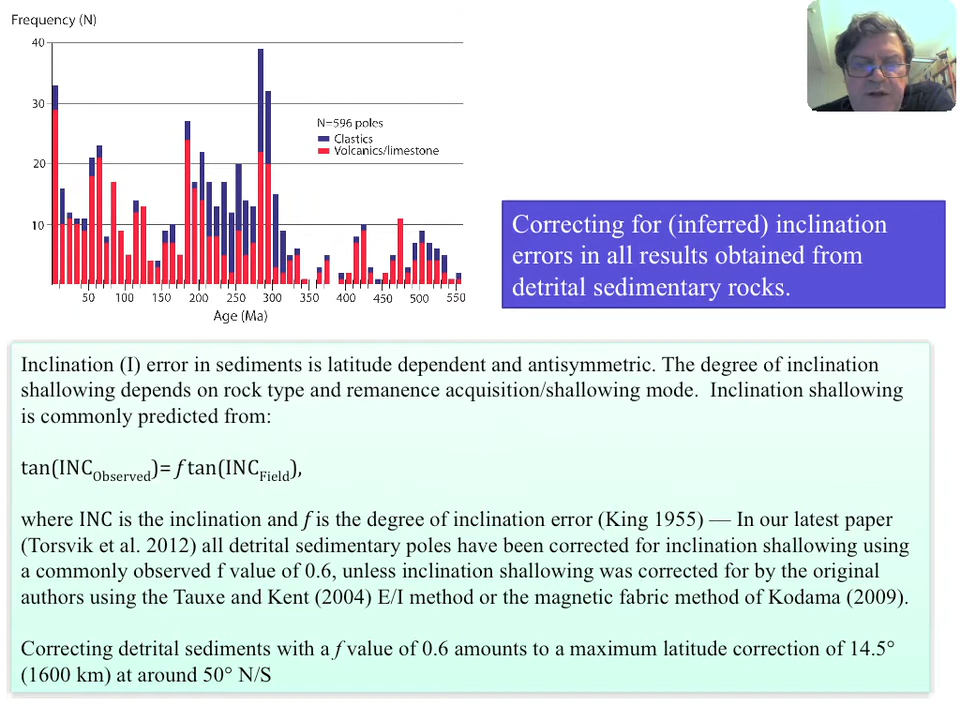 Frequency (N)
40
30
20
10
N=596 poles
Clastics
Volcanics/limestone
50 100 150 200 250 300 350 400 450 500 550
Age (Ma)
Correcting for (inferred) inclination
errors in all results obtained from
detrital sedimentary rocks.
Inclination (I) error in sediments is latitude dependent and antisymmetric. The degree of inclination
shallowing depends on rock type and remanence acquisition/shallowing mode.  Inclination shallowing
is commonly predicted from:
tan(INCObserved)= f tan(INCField),
where INC is the inclination and f is the degree of inclination error (King 1955) — In our latest paper
(Torsvik et al. 2012) all detrital sedimentary poles have been corrected for inclination shallowing using
a commonly observed f value of 0.6, unless inclination shallowing was corrected for by the original
authors using the Tauxe and Kent (2004) E/I method or the magnetic fabric method of Kodama (2009).
Correcting detrital sediments with a f value of 0.6 amounts to a maximum latitude correction of 14.5°
(1600 km) at around 50° N/S